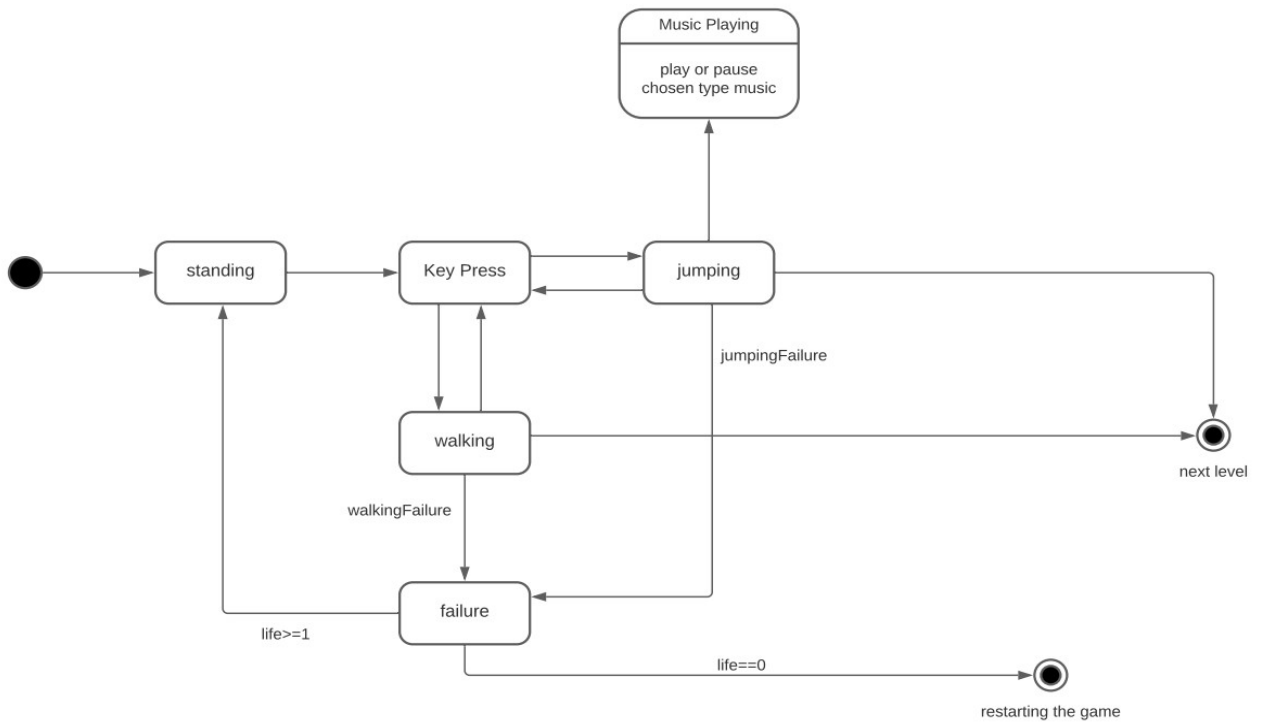 Music Playing
play or pause
chosen type music
standing
Key Press
jumping
jumpingFailure
walking
next level
walkingFailure
failure
life>=1
life==0
restarting the game